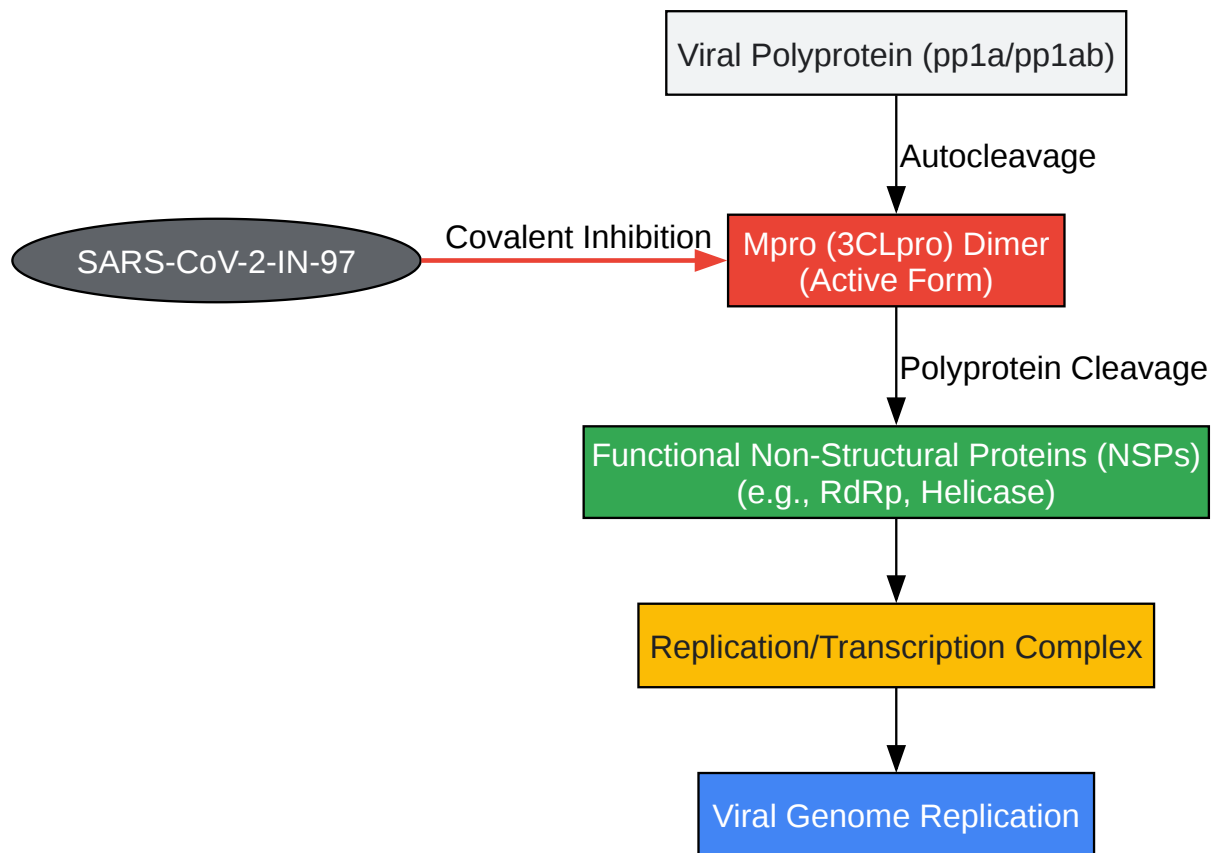 Viral Polyprotein (pp1a/pp1ab)
Autocleavage
SARS-CoV-2-IN-97
Covalent Inhibition
Mpro (3CLpro) Dimer
(Active Form)
Polyprotein Cleavage
Functional Non-Structural Proteins (NSPs)
(e.g., RdRp, Helicase)
Replication/Transcription Complex
Viral Genome Replication